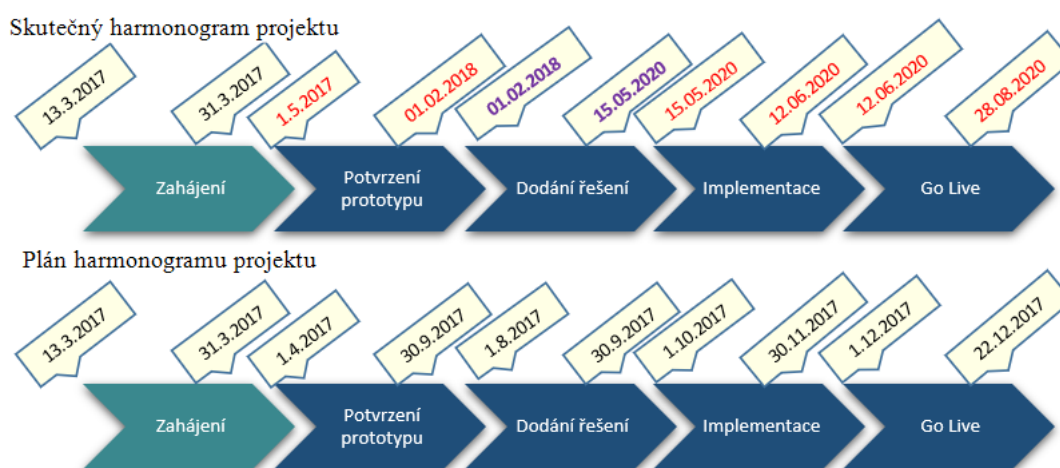 Skutečný harmonogram projektu
13.3.2017
31.3.2017
1.5.2017
01.02.2018
01.02.2018
15.05.2020
15.05.2020
12.06.2020
12.06.2020
28.08.2020
Zahájení
Potvrzení
prototypu
Dodání řešení
Implementace
Go Live
Plán harmonogramu projektu
13.3.2017
31.3.2017
1.4.2017
30.9.2017
1.8.2017
30.9.2017
1.10.2017
30.11.2017
1.12.2017
22.12.2017
Zahájení
Potvrzení
prototypu
Dodání řešení
Implementace
Go Live